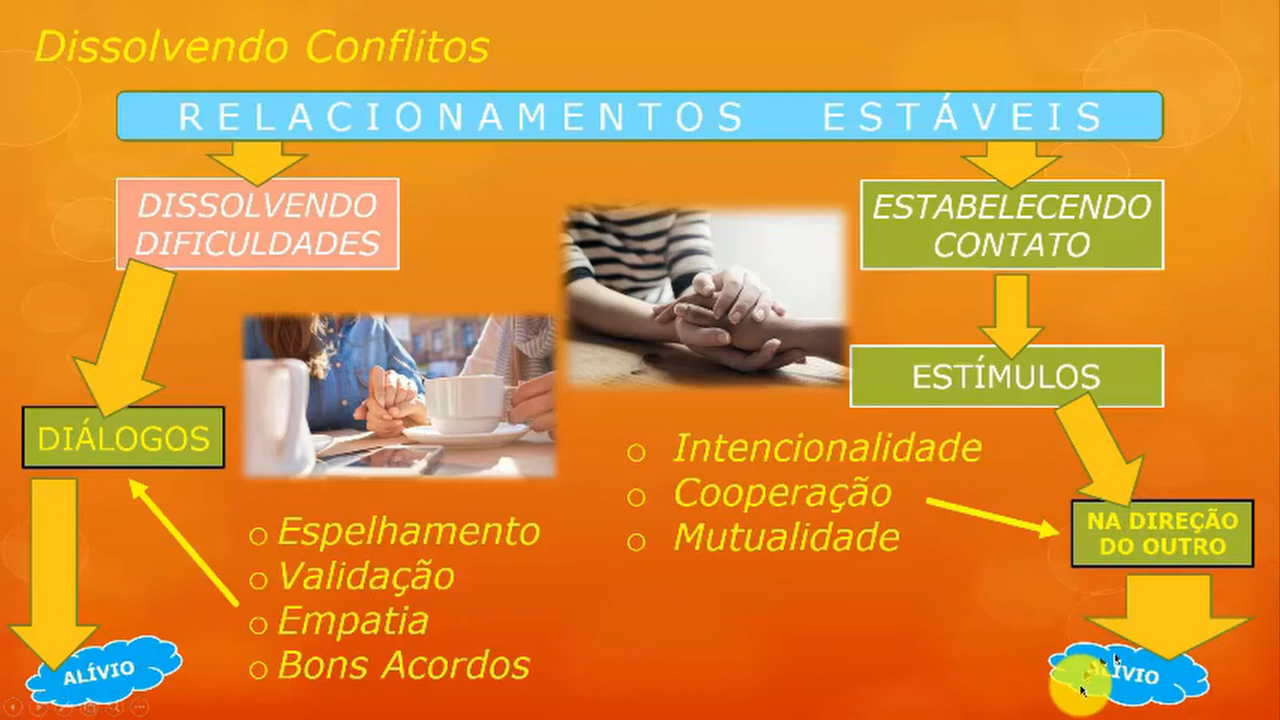 Dissolvendo Conflitos
RELACIONAMENTOS ESTÁVEIS
DISSOLVENDO
DIFICULDADES
DIÁLOGOS
Espelhamento
Validação
Empatia
Bons Acordos
ALÍVIO
ESTABELECENDO
CONTATO
ESTÍMULOS
Intencionalidade
Cooperação
Mutualidade
NA DIREÇÃO
DO OUTRO
ALÍVIO